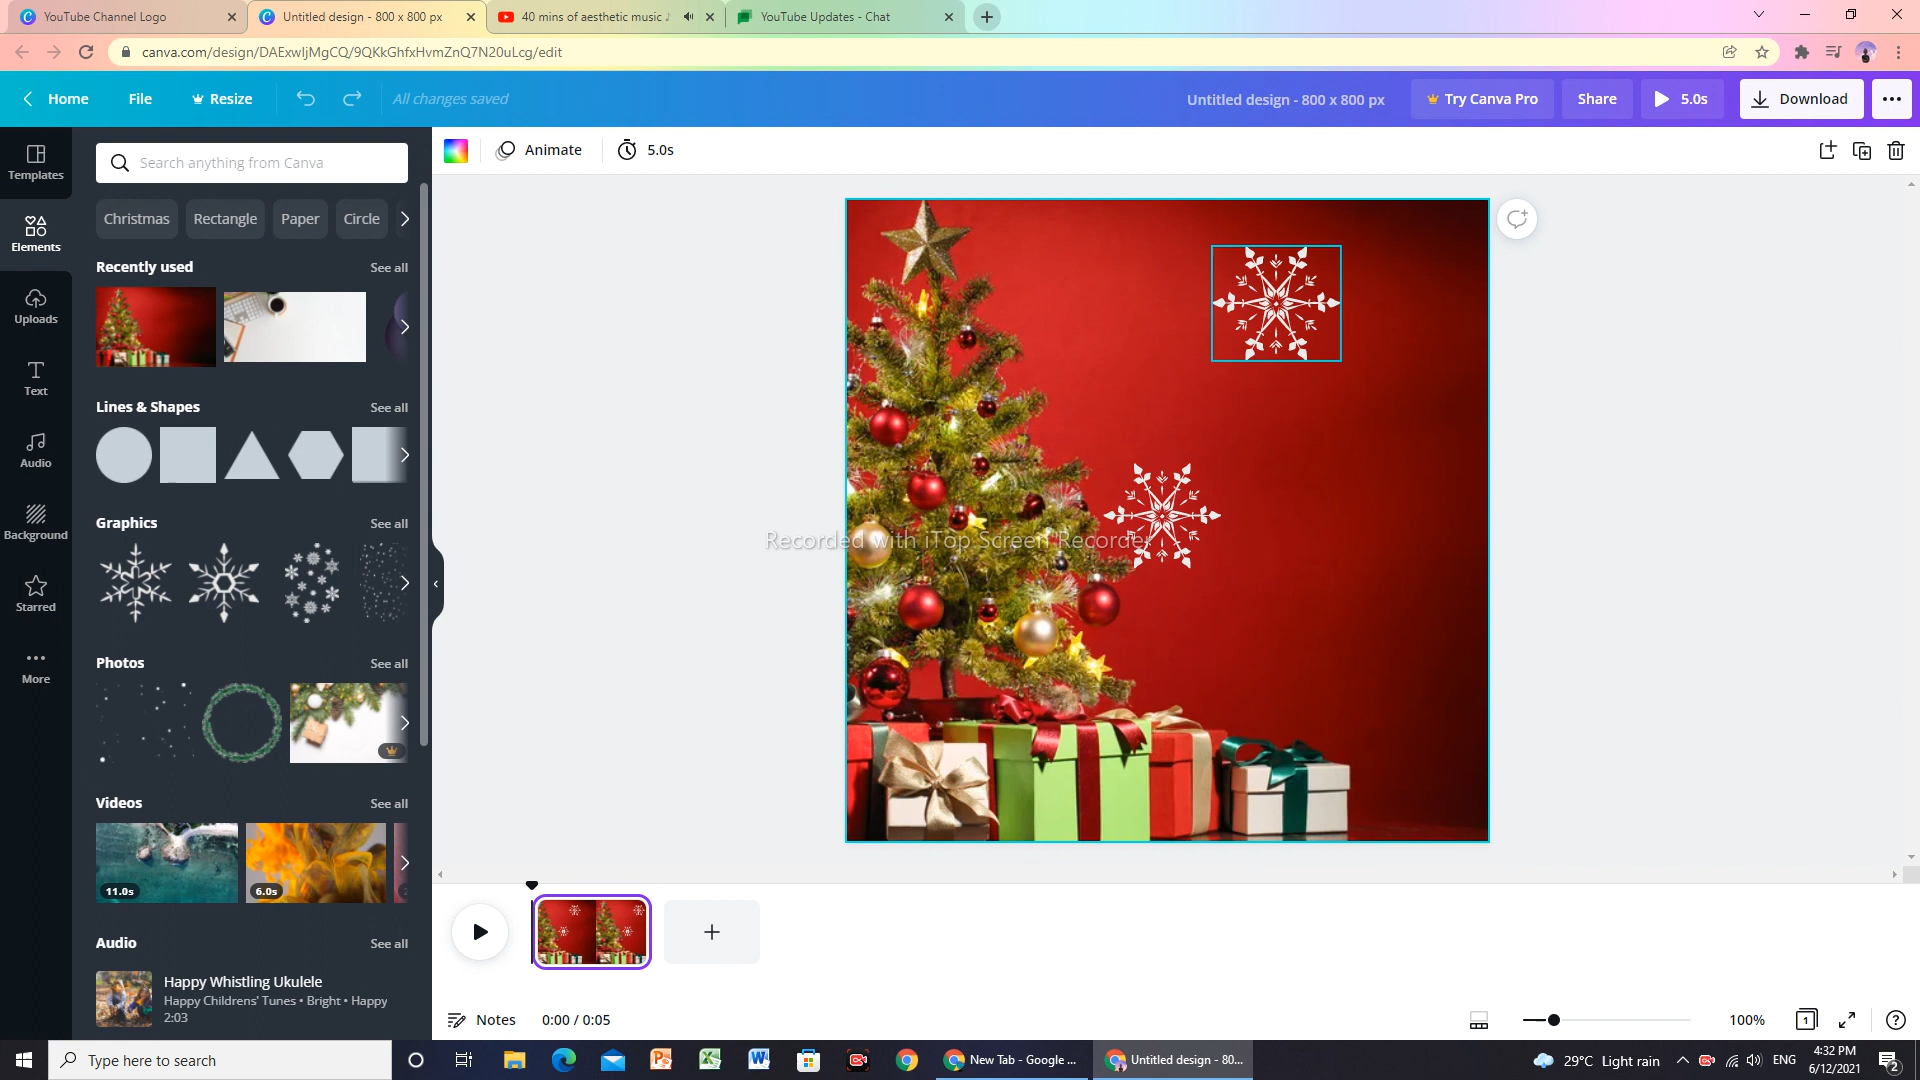 YouTube Channel Logo
Untitled design - 800 x 800 px
40 mins of aesthetic music
YouTube Updates - Chat
canva.com/design/DAExwljMgCQ/9QKkGhfxHvmZnQ7N20uLcg/edit
Home
File
Resize
All changes saved
Untitled design - 800 x 800 px
Try Canva Pro
Share
5.0s
Download
Templates
Elements
Uploads
Text
Audio
Background
Starred
More
Search anything from Canva
Christmas
Rectangle
Paper
Circle
Recently used
See all
Lines & Shapes
See all
Graphics
See all
Photos
See all
Videos
See all
11.0s
6.0s
Audio
See all
Happy Whistling Ukulele
Happy Childrens' Tunes • Bright • Happy
2:03
Animate
5.0s
Recorded with iTop Screen Recorder
Notes
0:00 / 0:05
100%
1
Type here to search
New Tab - Google ...
Untitled design - 80...
29°C Light rain
ENG
4:32 PM
6/12/2021
2